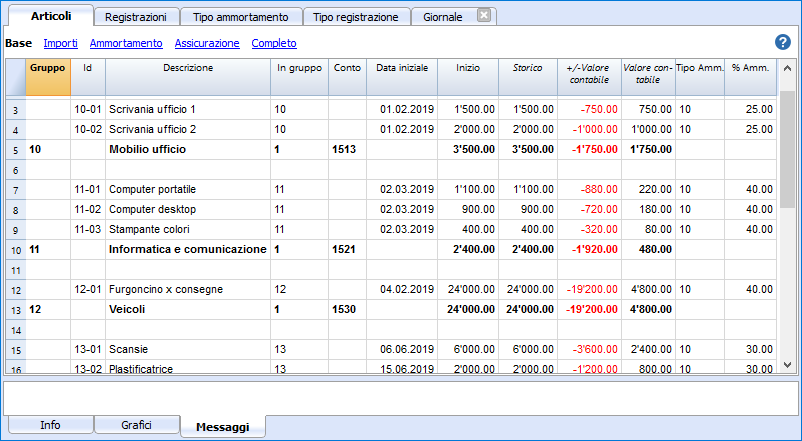 Articoli Registrazioni Tipo ammortamento Tipo registrazione Giornale
Base Importi Ammortamento Assicurazione Completo ?
Gruppo Id Descrizione In gruppo Conto Data iniziale Inizio Storico +/-Valore contabile Valore con-tabile Tipo Amm. % Amm.
3 10-01 Scrivania ufficio 1 10 01.02.2019 1'500.00 1'500.00 -750.00 750.00 10 25.00
4 10-02 Scrivania ufficio 2 10 01.02.2019 2'000.00 2'000.00 -1'000.00 1'000.00 10 25.00
5 10 Mobilio ufficio 1 1513 3'500.00 3'500.00 -1'750.00 1'750.00
6
7 11-01 Computer portatile 11 02.03.2019 1'100.00 1'100.00 -880.00 220.00 10 40.00
8 11-02 Computer desktop 11 02.03.2019 900.00 900.00 -720.00 180.00 10 40.00
9 11-03 Stampante colori 11 02.03.2019 400.00 400.00 -320.00 80.00 10 40.00
10 11 Informatica e comunicazione 1 1521 2'400.00 2'400.00 -1'920.00 480.00
11
12 12-01 Furgoncino x consegne 12 04.02.2019 24'000.00 24'000.00 -19'200.00 4'800.00 10 40.00
13 12 Veicoli 1 1530 24'000.00 24'000.00 -19'200.00 4'800.00
14
15 13-01 Scansie 13 06.06.2019 6'000.00 6'000.00 -3'600.00 2'400.00 10 30.00
16 13-02 Plastificatrice 13 15.06.2019 2'000.00 2'000.00 -1'200.00 800.00 10 30.00
Info Grafici Messaggi